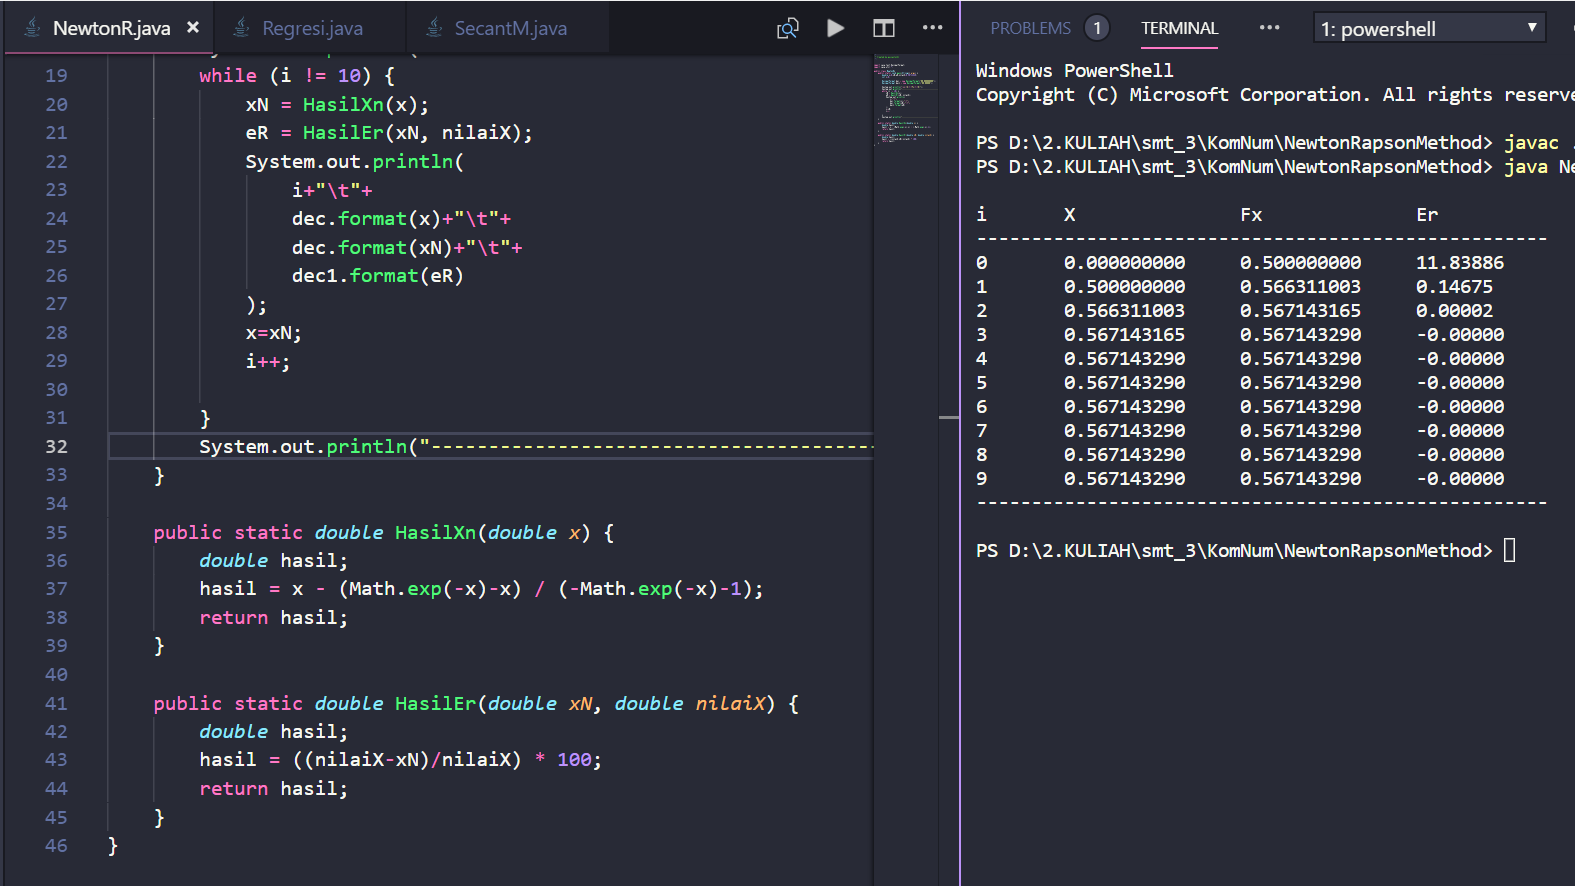 NewtonR.java ×
Regresi.java
SecantM.java
19 while (i != 10) {
20 xN = HasilXn(x);
21 eR = HasilEr(xN, nilaiX);
22 System.out.println(
23 i+"\t"+
24 dec.format(x)+"\t"+
25 dec.format(xN)+"\t"+
26 dec1.format(eR)
27 );
28 x=xN;
29 i++;
30
31 }
32 System.out.println("---------------------------------------
33 }
34
35 public static double HasilXn(double x) {
36 double hasil;
37 hasil = x - (Math.exp(-x)-x) / (-Math.exp(-x)-1);
38 return hasil;
39 }
40
41 public static double HasilEr(double xN, double nilaiX) {
42 double hasil;
43 hasil = ((nilaiX-xN)/nilaiX) * 100;
44 return hasil;
45 }
46 }
PROBLEMS 1 TERMINAL ··· 1: powershell
Windows PowerShell
Copyright (C) Microsoft Corporation. All rights reserve
PS D:\2.KULIAH\smt_3\KomNum\NewtonRapsonMethod> javac .
PS D:\2.KULIAH\smt_3\KomNum\NewtonRapsonMethod> java Ne
i X Fx Er
----------------------------------------------------
0 0.000000000 0.500000000 11.83886
1 0.500000000 0.566311003 0.14675
2 0.566311003 0.567143165 0.00002
3 0.567143165 0.567143290 -0.00000
4 0.567143290 0.567143290 -0.00000
5 0.567143290 0.567143290 -0.00000
6 0.567143290 0.567143290 -0.00000
7 0.567143290 0.567143290 -0.00000
8 0.567143290 0.567143290 -0.00000
9 0.567143290 0.567143290 -0.00000
----------------------------------------------------
PS D:\2.KULIAH\smt_3\KomNum\NewtonRapsonMethod>